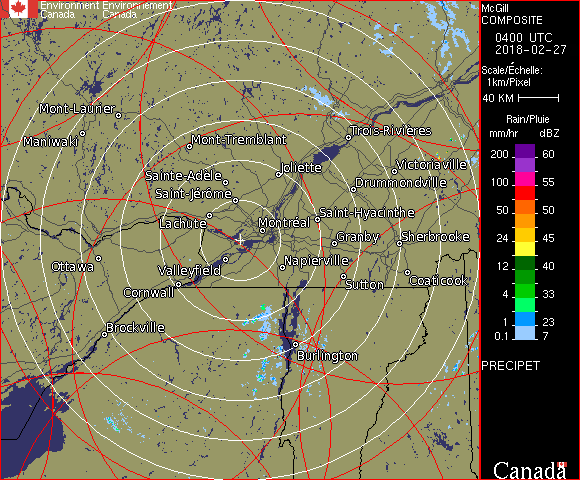 Environment Environnement
Canada Canada
McGill
COMPOSITE
0400 UTC
2018-02-27
Scale/Échelle:
1km/Pixel
40 KM
Rain/Pluie
mm/hr dBZ
200 60
100 55
50 50
24 45
12 40
4 33
1 23
0.1 7
PRECIPET
Canada
Mont-Laurier
Maniwaki
Mont-Tremblant
Trois-Rivières
Joliette
Victoriaville
Sainte-Adèle
Drummondville
Saint-Jérôme
Saint-Hyacinthe
Lachute
Montréal
Granby
Sherbrooke
Ottawa
Valleyfield
Napierville
Cornwall
Sutton
Coaticook
Brockville
Burlington